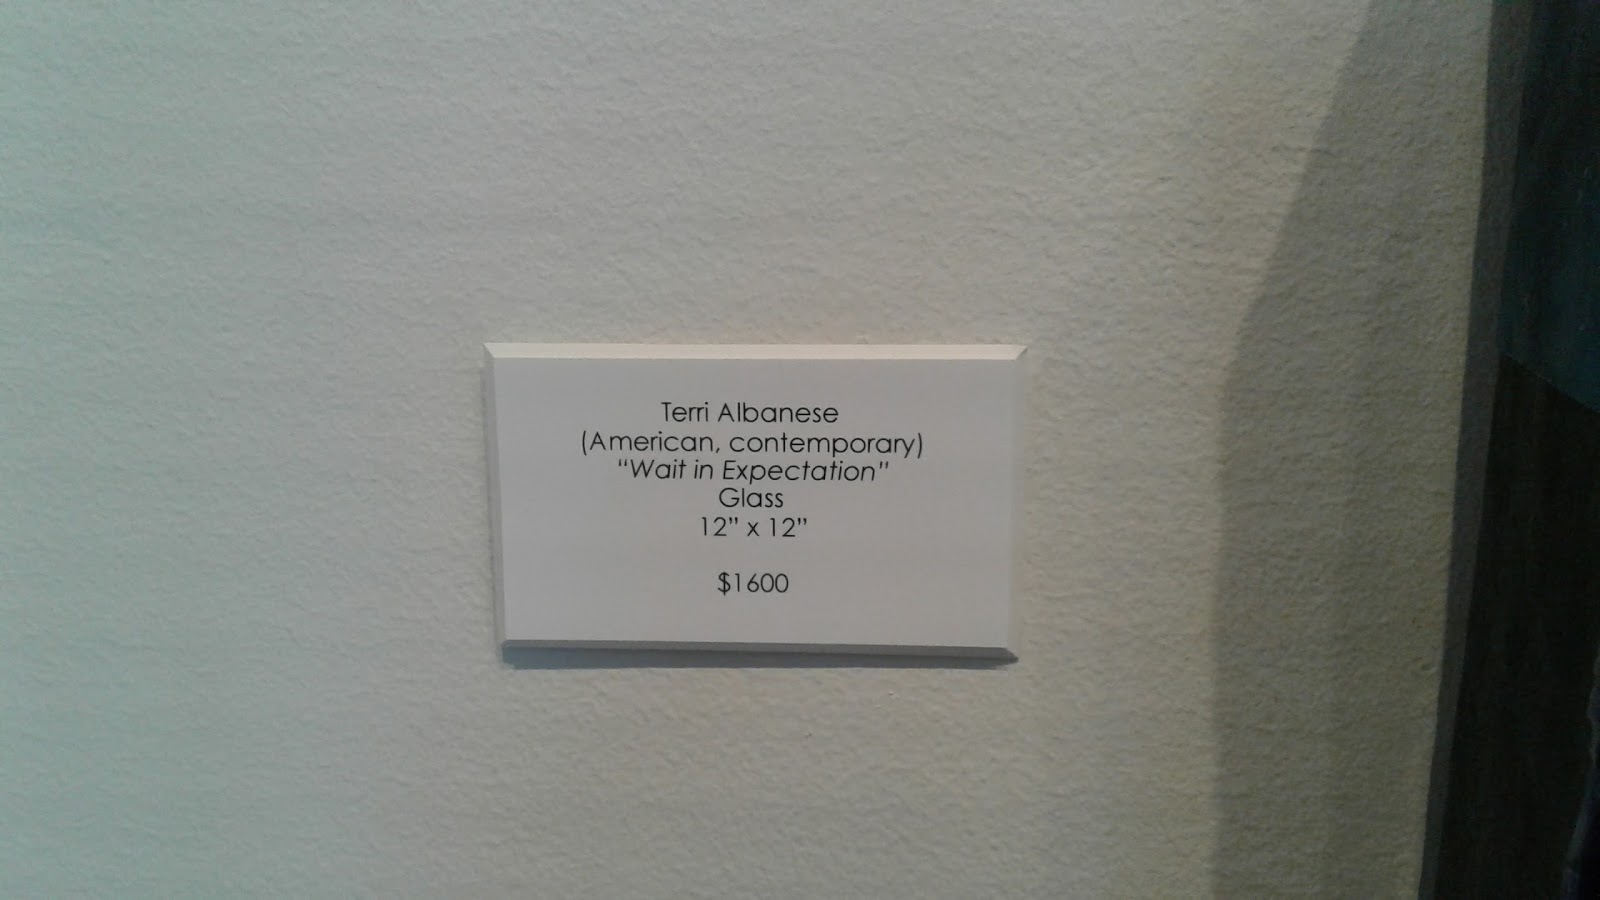 Terri Albanese
(American, contemporary)
“Wait in Expectation”
Glass
12” x 12”
$1600